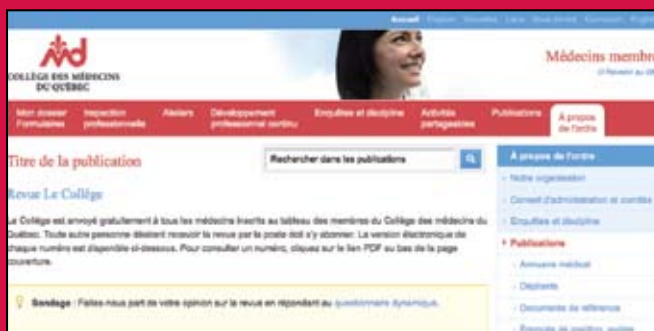 Accueil
COLLÈGE DES MÉDECINS
DU QUÉBEC
Médecins membre
Mon dossier
Formulaires
Inspection
professionnelle
Ateliers
Développement
professionnel continu
Enquêtes et discipline
Activités
partageables
Publications
À propos
de l'ordre
Titre de la publication
Rechercher dans les publications
Revue Le Collège
Le Collège est envoyé gratuitement à tous les médecins inscrits au tableau des membres du Collège des médecins du
Québec. Toute autre personne désirant recevoir la revue par la poste doit s'y abonner. La version électronique de
chaque numéro est disponible ci-dessous. Pour consulter un numéro, cliquez sur le lien PDF au bas de la page
couverture.
Sondage : Faites-nous part de votre opinion sur la revue en répondant au questionnaire dynamique.
À propos de l'ordre
Notre organisation
Conseil d'administration et comités
Enquêtes et discipline
Publications
Annuaire médical
Dépliants
Documents de référence